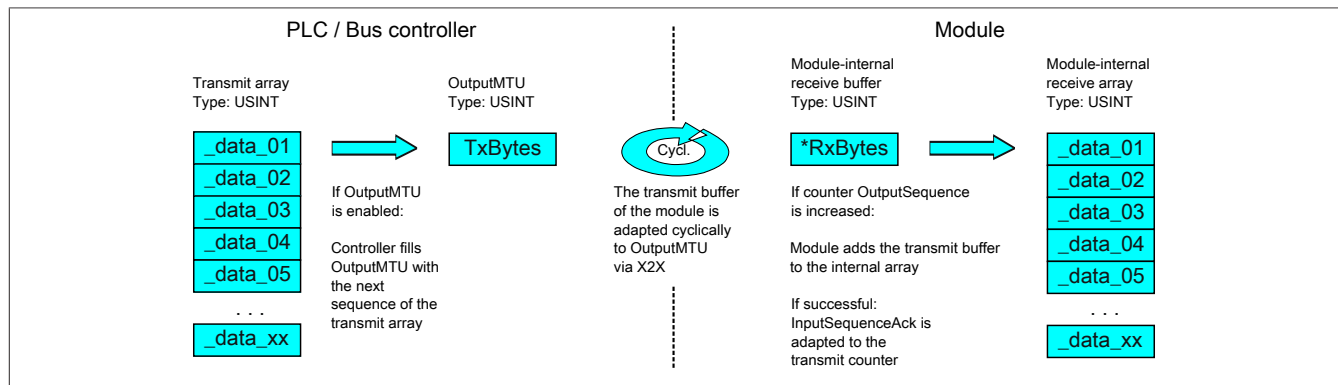 PLC / Bus controller
Module
Transmit array
Type: USINT
OutputMTU
Type: USINT
Module-internal
receive buffer
Type: USINT
Module-internal
receive array
Type: USINT
_data_01
_data_02
_data_03
_data_04
_data_05
. . .
_data_xx
If OutputMTU
is enabled:
Controller fills
OutputMTU with
the next
sequence of the
transmit array
TxBytes
Cycl.
The transmit buffer
of the module is
adapted cyclically
to OutputMTU
via X2X
*RxBytes
If counter OutputSequence
is increased:
Module adds the transmit buffer
to the internal array
If successful:
InputSequenceAck is
adapted to the
transmit counter
_data_01
_data_02
_data_03
_data_04
_data_05
. . .
_data_xx